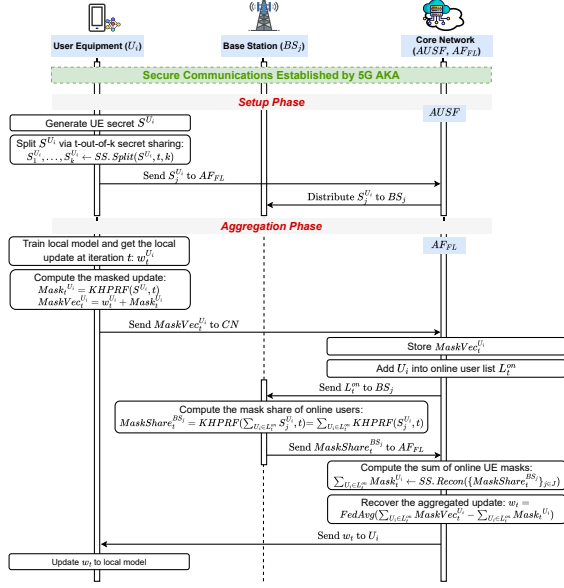 User Equipment (U_i)
Base Station (BS_j)
Core Network
(AUSF, AF_{FL})
Secure Communications Established by 5G AKA
Setup Phase
AUSF
Generate UE secret S^{U_i}
Split S^{U_i} via t-out-of-k secret sharing:
S_1^{U_i}, ..., S_k^{U_i} ← SS.Split(S^{U_i}, t, k)
Send S_j^{U_i} to AF_{FL}
Distribute S_j^{U_i} to BS_j
Aggregation Phase
AF_{FL}
Train local model and get the local
update at iteration t: w_t^{U_i}
Compute the masked update:
Mask_t^{U_i} = KHPRF(S^{U_i}, t)
MaskVec_t^{U_i} = w_t^{U_i} + Mask_t^{U_i}
Send MaskVec_t^{U_i} to CN
Store MaskVec_t^{U_i}
Add U_i into online user list L_t^{on}
Send L_t^{on} to BS_j
Compute the mask share of online users:
MaskShare_t^{BS_j} = KHPRF(∑_{U_i∈L_t^{on}} S_j^{U_i}, t) = ∑_{U_i∈L_t^{on}} KHPRF(S_j^{U_i}, t)
Send MaskShare_t^{BS_j} to AF_{FL}
Compute the sum of online UE masks:
∑_{U_i∈L_t^{on}} Mask_t^{U_i} ← SS.Recon({MaskShare_t^{BS_j}}_{j∈J})
Recover the aggregated update: w_t =
FedAvg(∑_{U_i∈L_t^{on}} MaskVec_t^{U_i} − ∑_{U_i∈L_t^{on}} Mask_t^{U_i})
Send w_t to U_i
Update w_t to local model